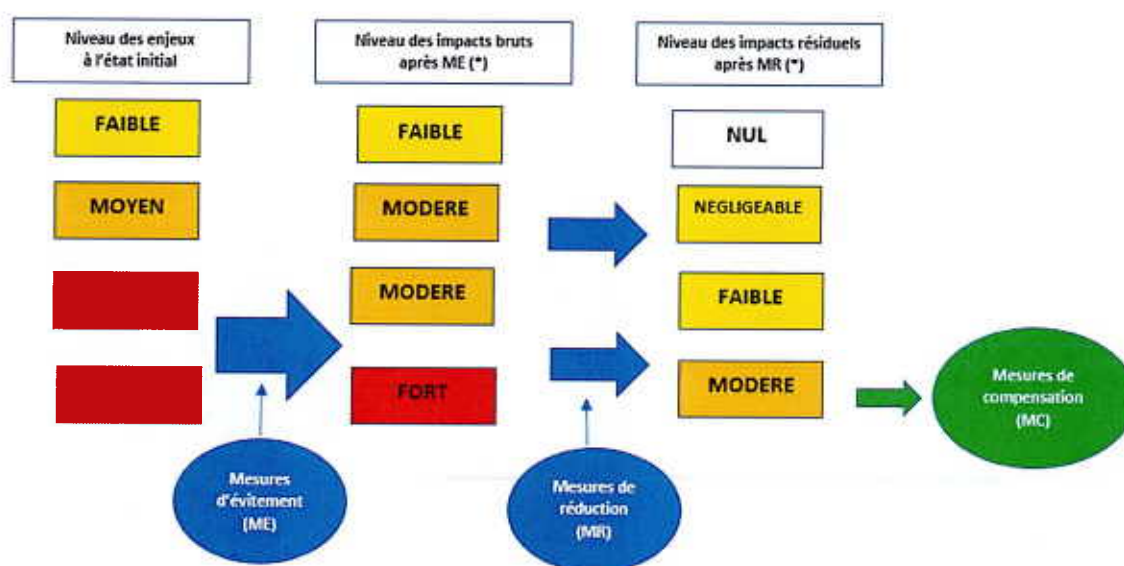 Niveau des enjeux
à l'état initial
Niveau des impacts bruts
après ME (*)
Niveau des impacts résiduels
après MR (*)
FAIBLE
FAIBLE
NUL
MOYEN
MODERE
NEGLIGEABLE
MODERE
FAIBLE
FORT
MODERE
Mesures de
compensation
(MC)
Mesures
d'évitement
(ME)
Mesures de
réduction
(MR)